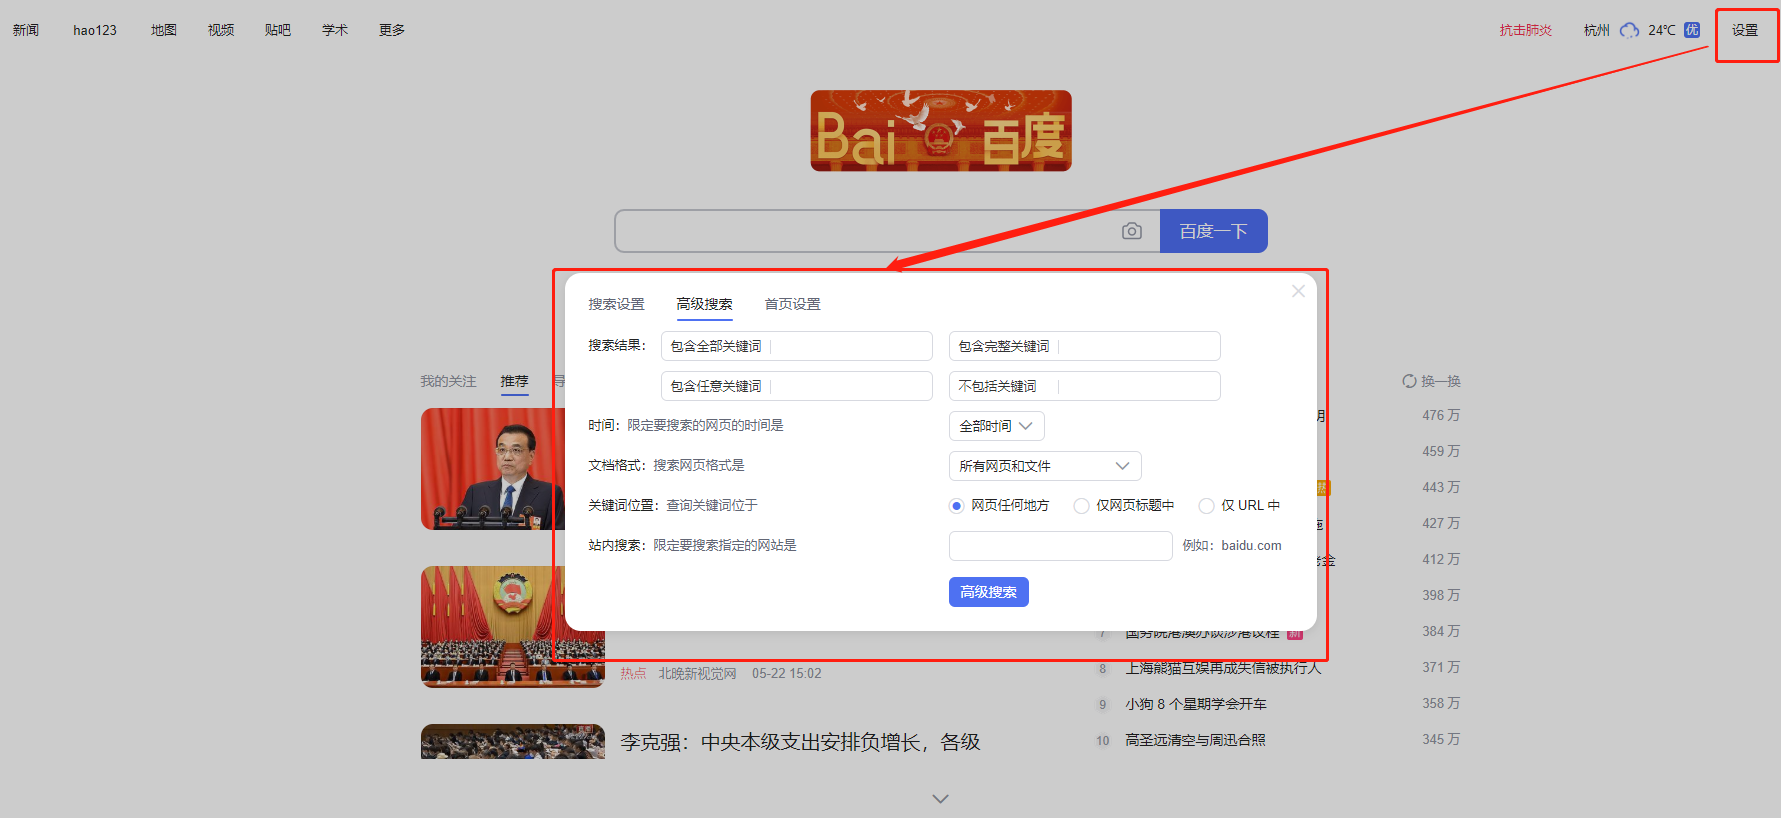 新闻 hao123 地图 视频 贴吧 学术 更多 抗击肺炎 杭州 24℃ 优 设置
Bai 百度
百度一下
搜索设置 高级搜索 首页设置
搜索结果： 包含全部关键词 包含完整关键词
包含任意关键词 不包括关键词
时间：限定要搜索的网页的时间是 全部时间
文档格式：搜索网页格式是 所有网页和文件
关键词位置：查询关键词位于 网页任何地方 仅网页标题中 仅 URL 中
站内搜索：限定要搜索指定的网站是 例如：baidu.com
高级搜索
我的关注 推荐 换一换
476 万
459 万
热 443 万
427 万
金 412 万
398 万
7 国务院港澳办谈涉港议程 新 384 万
热点 北晚新视觉网 05-22 15:02
8 上海熊猫互娱再成失信被执行人 371 万
9 小狗 8 个星期学会开车 358 万
李克强：中央本级支出安排负增长，各级
10 高圣远清空与周迅合照 345 万